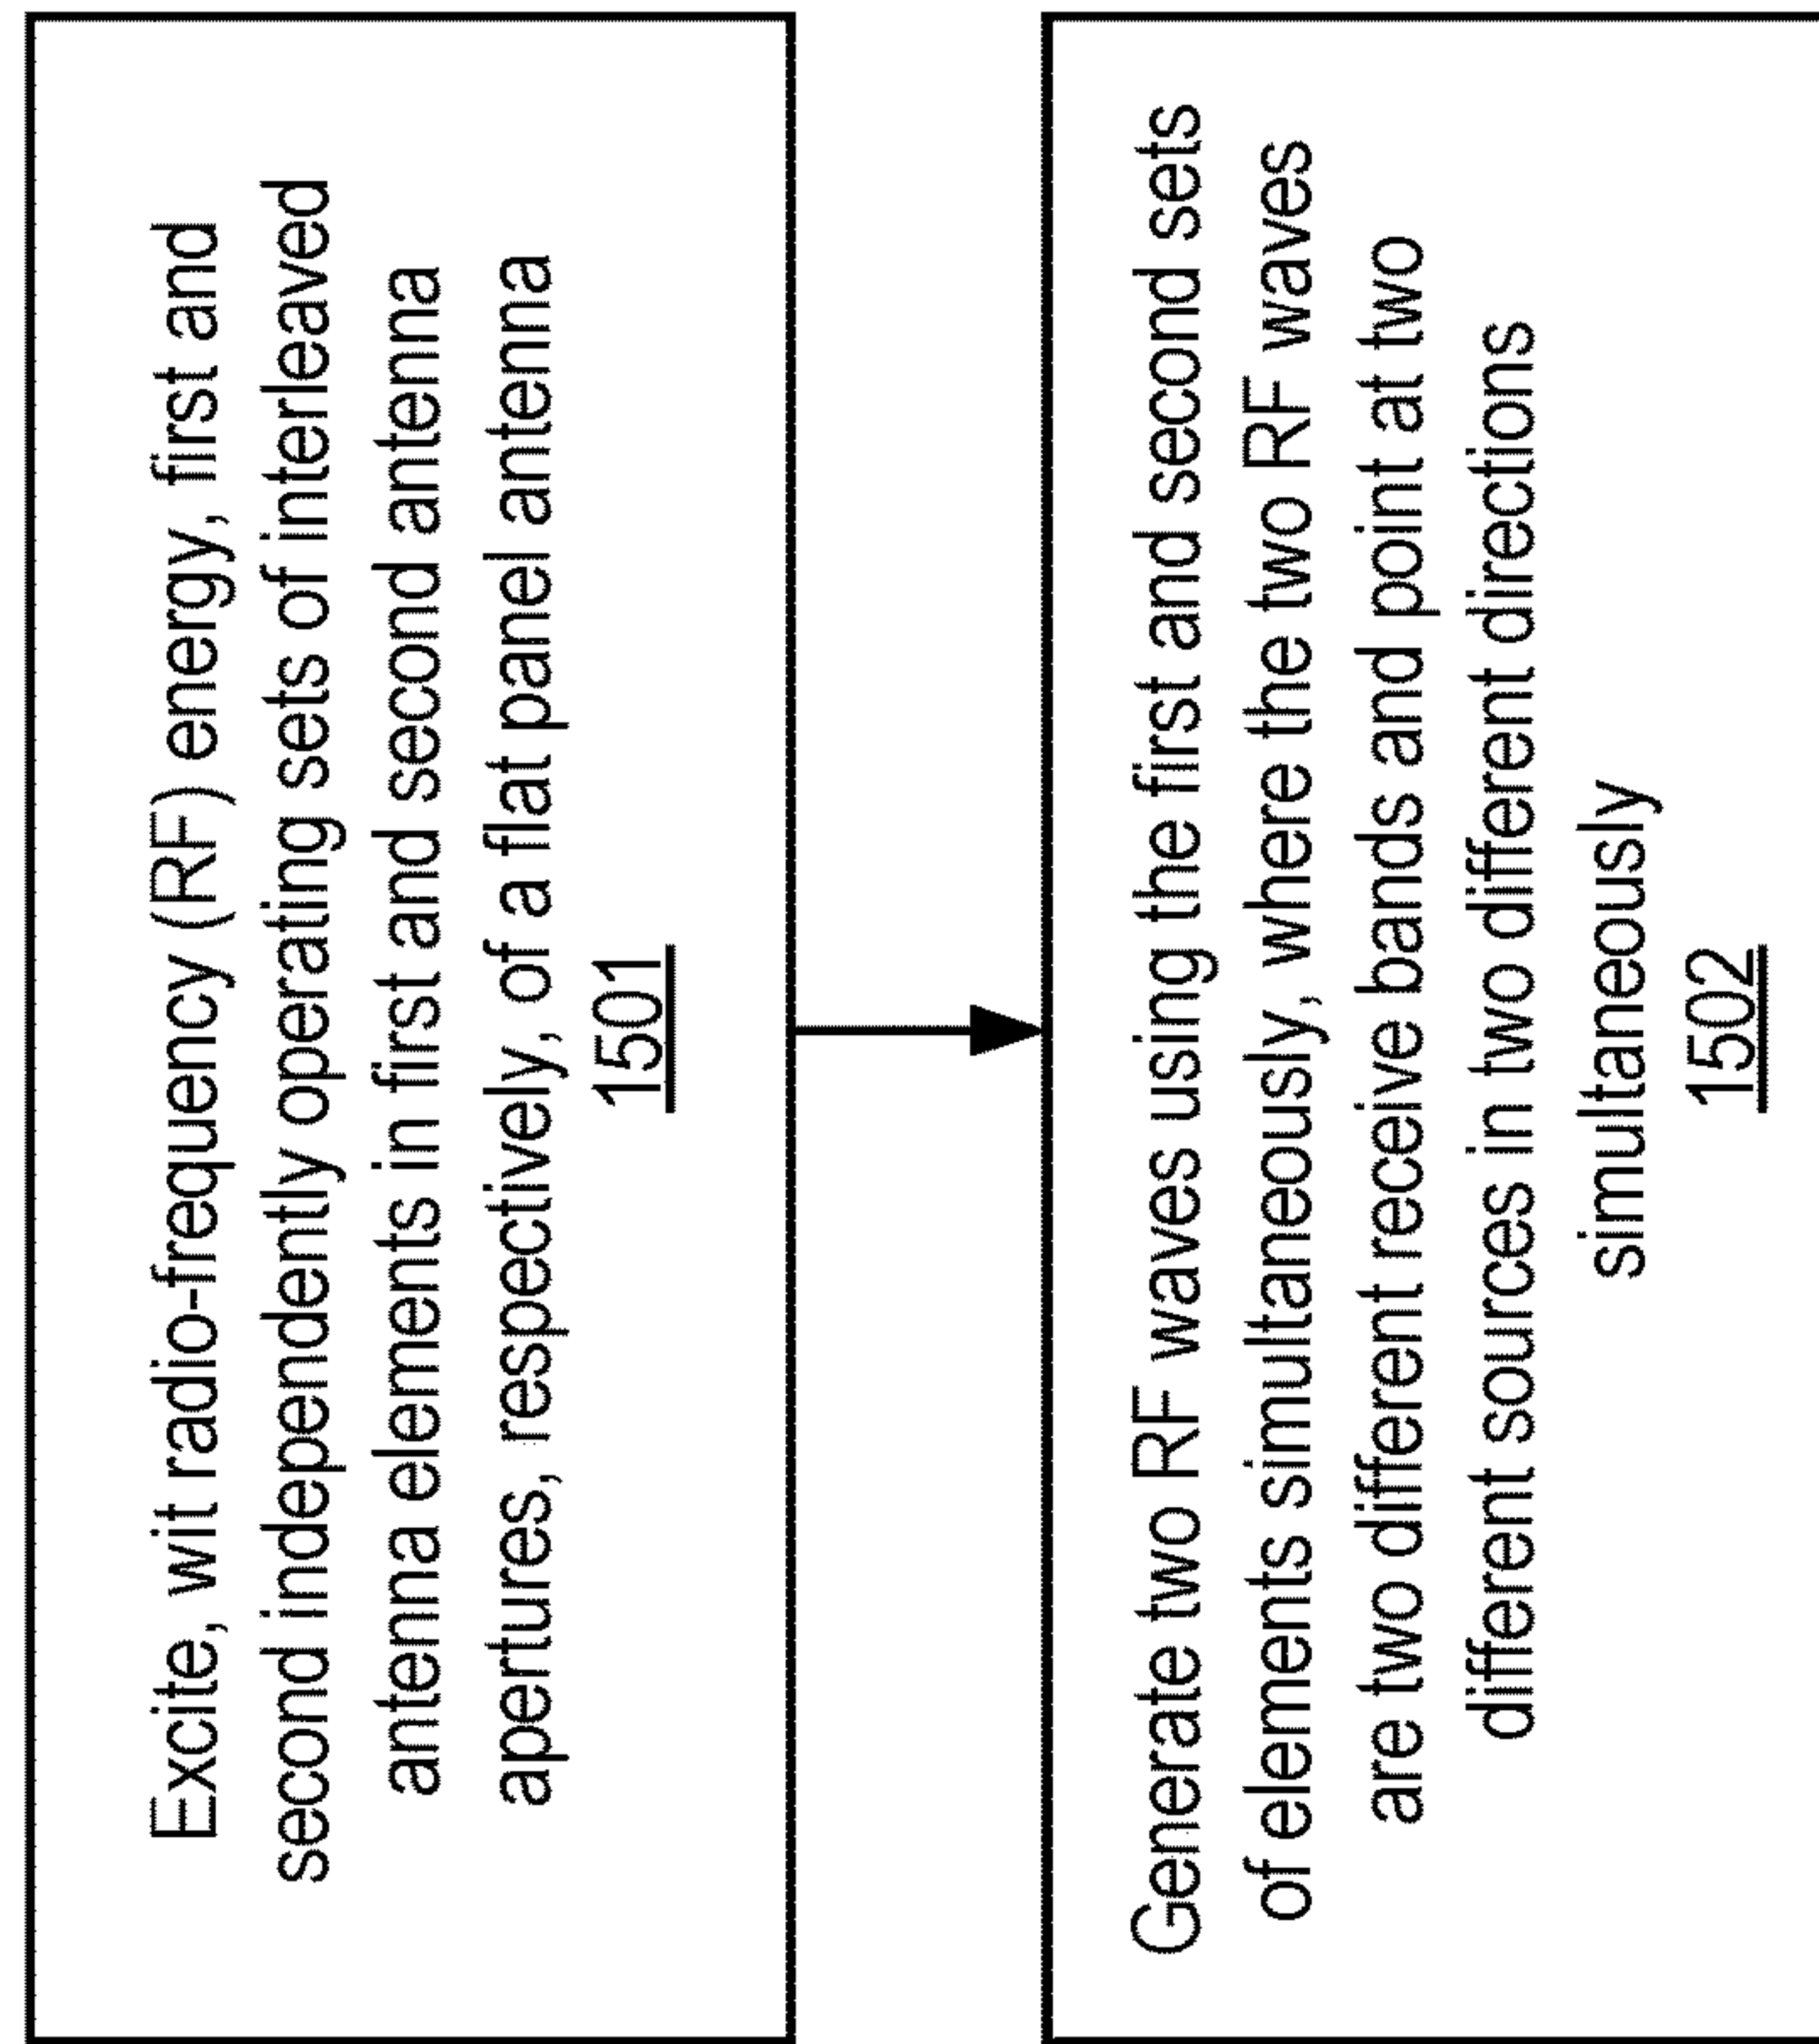 Excite, wit radio-frequency (RF) energy, first and
second independently operating sets of interleaved
antenna elements in first and second antenna
apertures, respectively, of a flat panel antenna
1501
Generate two RF waves using the first and second sets
of elements simultaneously, where the two RF waves
are two different receive bands and point at two
different sources in two different directions
simultaneously
1502